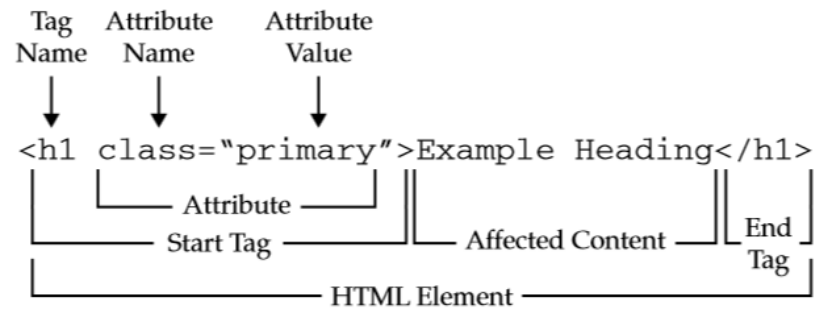 Tag Attribute Attribute
Name Name Value
<h1 class=‟primary”>Example Heading</h1>
Attribute
Start Tag Affected Content End
Tag
HTML Element